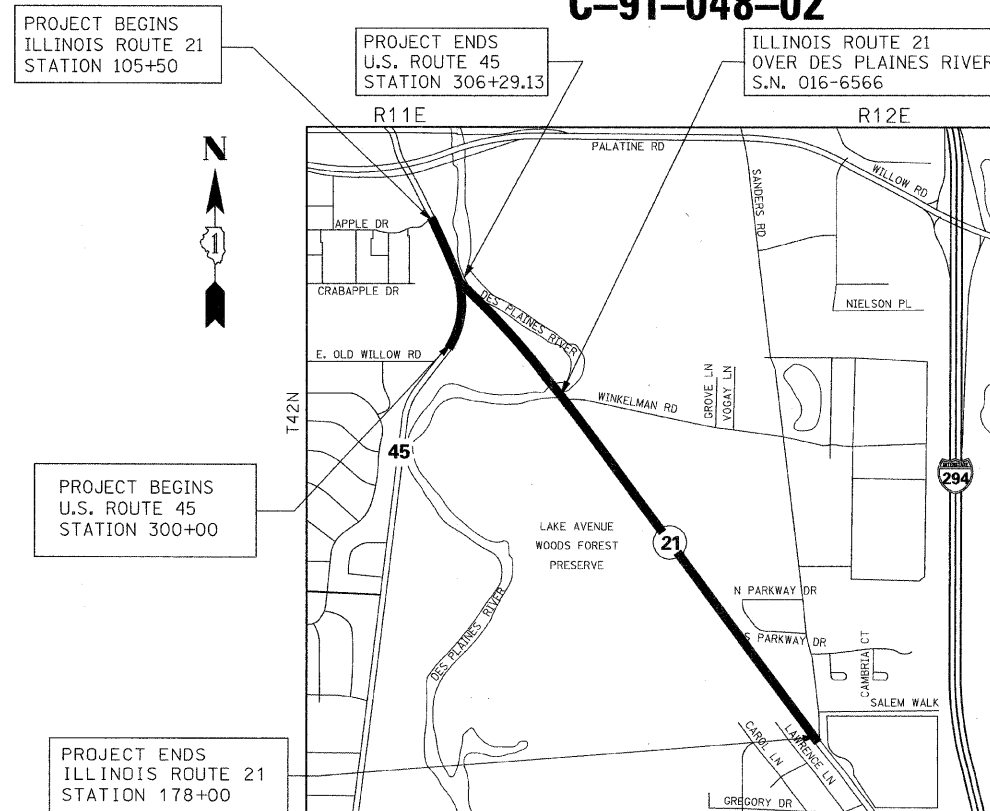 C-91-048-02
PROJECT BEGINS
ILLINOIS ROUTE 21
STATION 105+50
PROJECT ENDS
U.S. ROUTE 45
STATION 306+29.13
ILLINOIS ROUTE 21
OVER DES PLAINES RIVER
S.N. 016-6566
R11E
R12E
N
1
PALATINE RD
WILLOW RD
SANDERS RD
APPLE DR
CRABAPPLE DR
DES PLAINES RIVER
NIELSON PL
E. OLD WILLOW RD
T42N
WINKELMAN RD
GROVE LN
VOGAY LN
45
294
PROJECT BEGINS
U.S. ROUTE 45
STATION 300+00
LAKE AVENUE
WOODS FOREST
PRESERVE
21
DES PLAINES RIVER
N PARKWAY DR
S PARKWAY DR
CAMBRIA CT
SALEM WALK
CAROL LN
LAWRENCE LN
GREGORY DR
PROJECT ENDS
ILLINOIS ROUTE 21
STATION 178+00